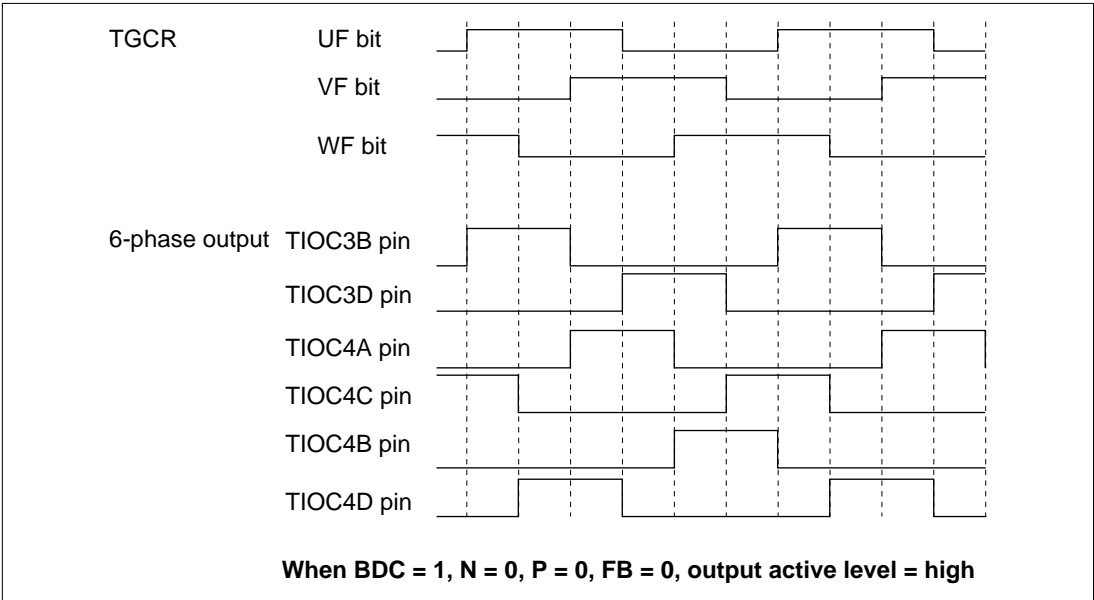 TGCR UF bit
VF bit
WF bit
6-phase output TIOC3B pin
TIOC3D pin
TIOC4A pin
TIOC4C pin
TIOC4B pin
TIOC4D pin
When BDC = 1, N = 0, P = 0, FB = 0, output active level = high